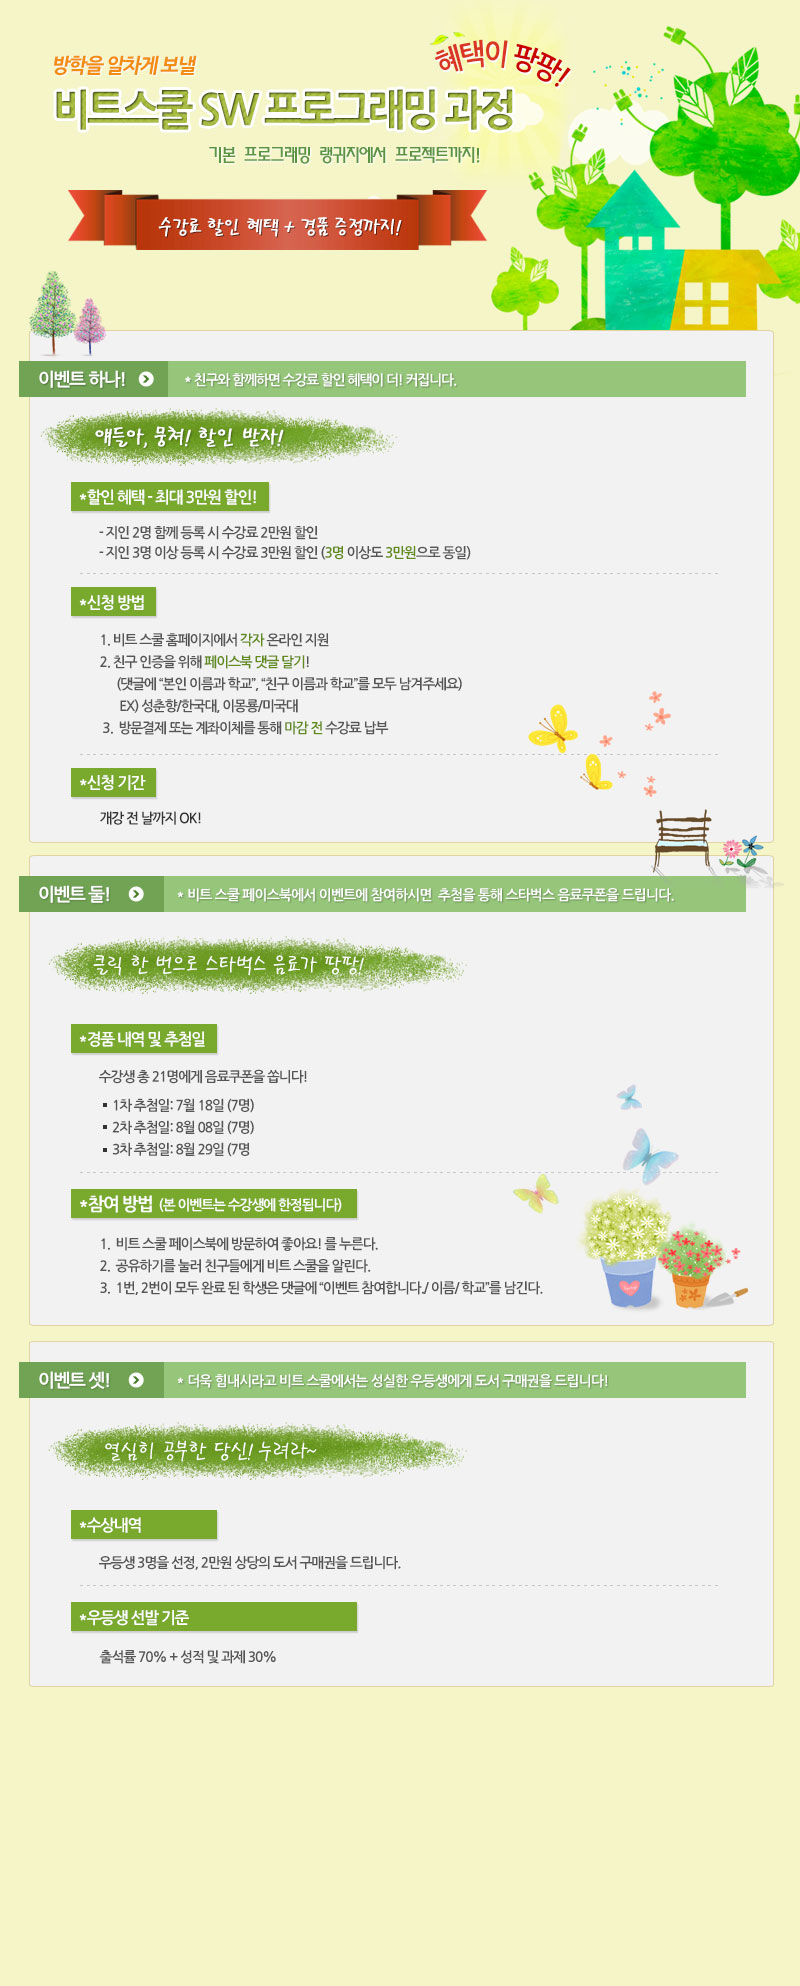 혜택이 팡팡!
방학을 알차게 보낼
비트스쿨 SW 프로그래밍 과정
기본 프로그래밍 랭귀지에서 프로젝트까지!
수강료 할인 혜택 + 경품 증정까지!
이벤트 하나!
* 친구와 함께하면 수강료 할인 혜택이 더! 커집니다.
얘들아, 뭉쳐! 할인 받자!
*할인 혜택 - 최대 3만원 할인!
- 지인 2명 함께 등록 시 수강료 2만원 할인
- 지인 3명 이상 등록 시 수강료 3만원 할인 (3명 이상도 3만원으로 동일)
*신청 방법
1. 비트 스쿨 홈페이지에서 각자 온라인 지원
2. 친구 인증을 위해 페이스북 댓글 달기!
(댓글에 “본인 이름과 학교”, “친구 이름과 학교”를 모두 남겨주세요)
EX) 성춘향/한국대, 이몽룡/미국대
3. 방문결제 또는 계좌이체를 통해 마감 전 수강료 납부
*신청 기간
개강 전 날까지 OK!
이벤트 둘!
* 비트 스쿨 페이스북에서 이벤트에 참여하시면 추첨을 통해 스타벅스 음료쿠폰을 드립니다.
클릭 한 번으로 스타벅스 음료가 팡팡!
*경품 내역 및 추첨일
수강생 총 21명에게 음료쿠폰을 쏩니다!
▪ 1차 추첨일: 7월 18일 (7명)
▪ 2차 추첨일: 8월 08일 (7명)
▪ 3차 추첨일: 8월 29일 (7명
*참여 방법 (본 이벤트는 수강생에 한정됩니다)
1. 비트 스쿨 페이스북에 방문하여 좋아요! 를 누른다.
2. 공유하기를 눌러 친구들에게 비트 스쿨을 알린다.
3. 1번, 2번이 모두 완료 된 학생은 댓글에 “이벤트 참여합니다./ 이름/ 학교”를 남긴다.
이벤트 셋!
* 더욱 힘내시라고 비트 스쿨에서는 성실한 우등생에게 도서 구매권을 드립니다!
열심히 공부한 당신! 누려라~
*수상내역
우등생 3명을 선정, 2만원 상당의 도서 구매권을 드립니다.
*우등생 선발 기준
출석률 70% + 성적 및 과제 30%